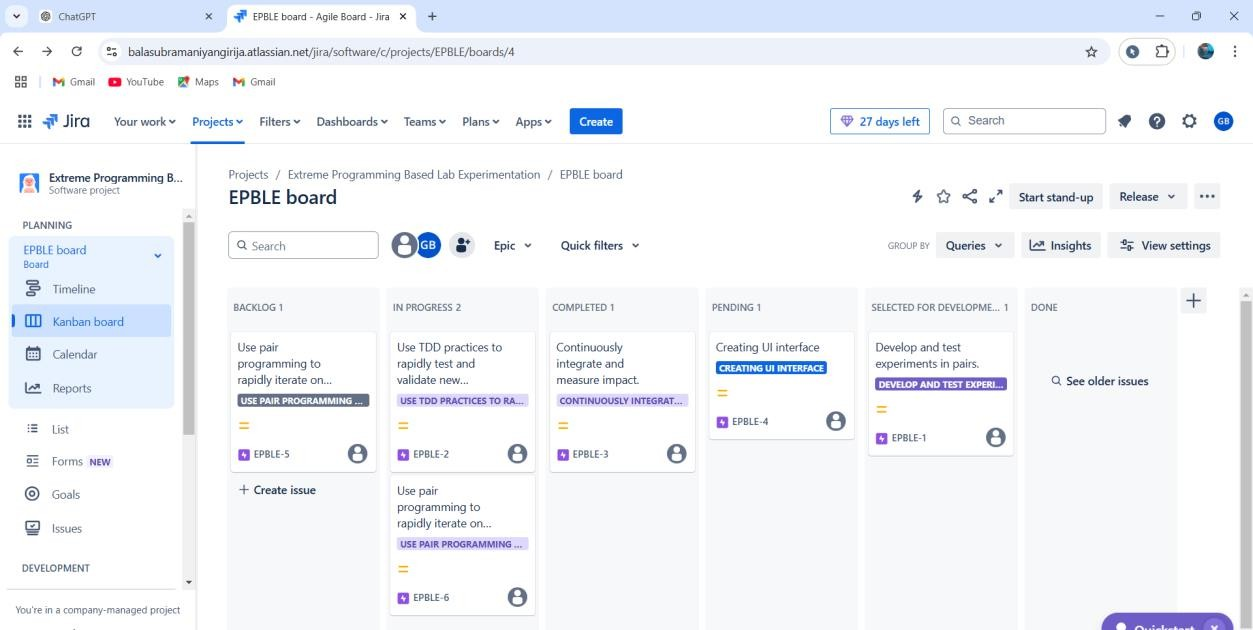 ChatGPT
EPBLE board - Agile Board - Jira
balasubramaniyangirija.atlassian.net/jira/software/c/projects/EPBLE/boards/4
Gmail YouTube Maps Gmail
Jira Your work Projects Filters Dashboards Teams Plans Apps Create 27 days left Search GB
Extreme Programming B...
Software project
PLANNING
EPBLE board
Board
Timeline
Kanban board
Calendar
Reports
List
Forms NEW
Goals
Issues
DEVELOPMENT
You're in a company-managed project
Projects / Extreme Programming Based Lab Experimentation / EPBLE board
EPBLE board
Start stand-up Release
Search GB Epic Quick filters GROUP BY Queries Insights View settings
BACKLOG 1
Use pair
programming to
rapidly iterate on...
USE PAIR PROGRAMMING ...
EPBLE-5
+ Create issue
IN PROGRESS 2
Use TDD practices to
rapidly test and
validate new...
USE TDD PRACTICES TO RA...
EPBLE-2
Use pair
programming to
rapidly iterate on...
USE PAIR PROGRAMMING ...
EPBLE-6
COMPLETED 1
Continuously
integrate and
measure impact.
CONTINUOUSLY INTEGRAT...
EPBLE-3
PENDING 1
Creating UI interface
CREATING UI INTERFACE
EPBLE-4
SELECTED FOR DEVELOPME... 1
Develop and test
experiments in pairs.
DEVELOP AND TEST EXPERI...
EPBLE-1
DONE
See older issues
Quickstart